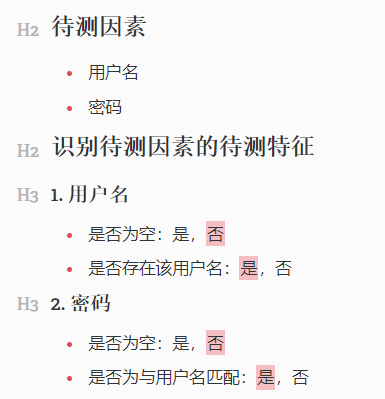 H2 待测因素
用户名
密码
H2 识别待测因素的待测特征
H3 1. 用户名
是否为空：是，否
是否存在该用户名：是，否
H3 2. 密码
是否为空：是，否
是否为与用户名匹配：是，否